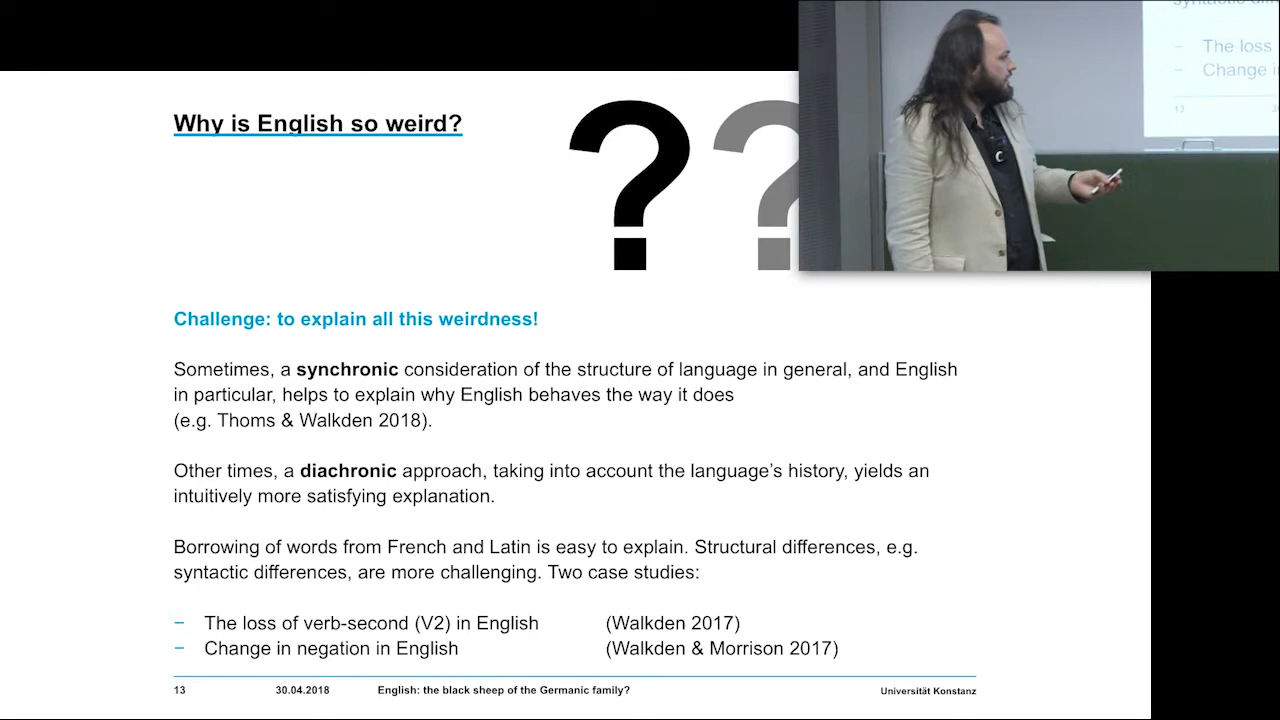 Why is English so weird?
??
Challenge: to explain all this weirdness!
Sometimes, a synchronic consideration of the structure of language in general, and English
in particular, helps to explain why English behaves the way it does
(e.g. Thoms & Walkden 2018).
Other times, a diachronic approach, taking into account the language’s history, yields an
intuitively more satisfying explanation.
Borrowing of words from French and Latin is easy to explain. Structural differences, e.g.
syntactic differences, are more challenging. Two case studies:
− The loss of verb-second (V2) in English (Walkden 2017)
− Change in negation in English (Walkden & Morrison 2017)
13 30.04.2018 English: the black sheep of the Germanic family? Universität Konstanz
− The loss
− Change i
13